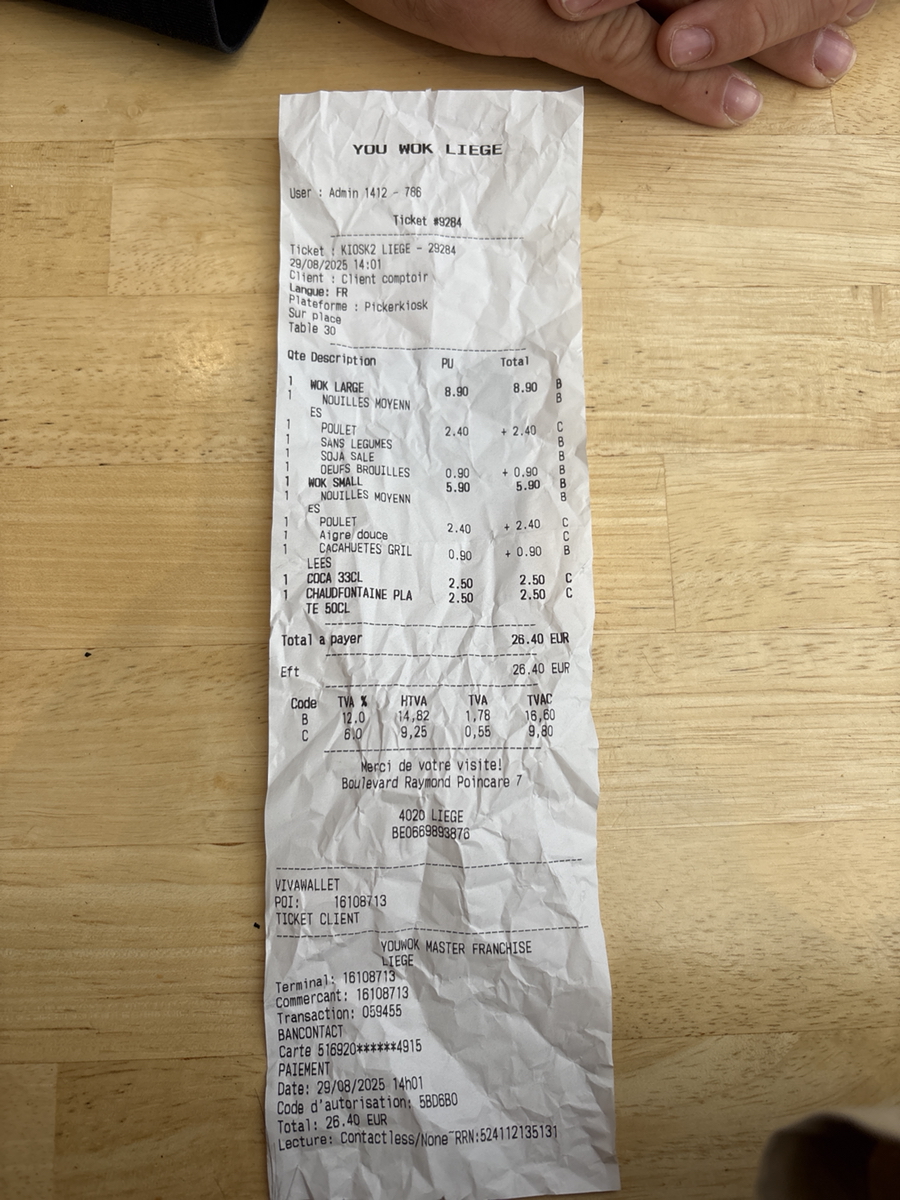 YOU WOK LIEGE
User : Admin 1412 - 786
Ticket #9284
Ticket : KIOSK2 LIEGE - 29284
29/08/2025 14:01
Client : Client comptoir
Langue: FR
Plateforme : Pickerkiosk
Sur place
Table 30
Qte Description PU Total
1 WOK LARGE 8.90 8.90 B
1 NOUILLES MOYENN B
ES
1 POULET 2.40 + 2.40 C
1 SANS LEGUMES B
1 SOJA SALE B
1 OEUFS BROUILLES 0.90 + 0.90 B
1 WOK SMALL 5.90 5.90 B
1 NOUILLES MOYENN B
ES
1 POULET 2.40 + 2.40 C
1 Aigre douce C
1 CACAHUETES GRIL 0.90 + 0.90 B
LEES
1 COCA 33CL 2.50 2.50 C
1 CHAUDFONTAINE PLA 2.50 2.50 C
TE 50CL
Total a payer 26.40 EUR
Eft 26.40 EUR
Code TVA % HTVA TVA TVAC
B 12.0 14,82 1,78 16,60
C 6.0 9,25 0,55 9,80
Merci de votre visite!
Boulevard Raymond Poincare 7
4020 LIEGE
BE0669893876
VIVAWALLET
POI: 16108713
TICKET CLIENT
YOUWOK MASTER FRANCHISE
LIEGE
Terminal: 16108713
Commercant: 16108713
Transaction: 059455
BANCONTACT
Carte 516920******4915
PAIEMENT
Date: 29/08/2025 14h01
Code d'autorisation: 5BD6B0
Total: 26.40 EUR
Lecture: Contactless/None~RRN:524112135131